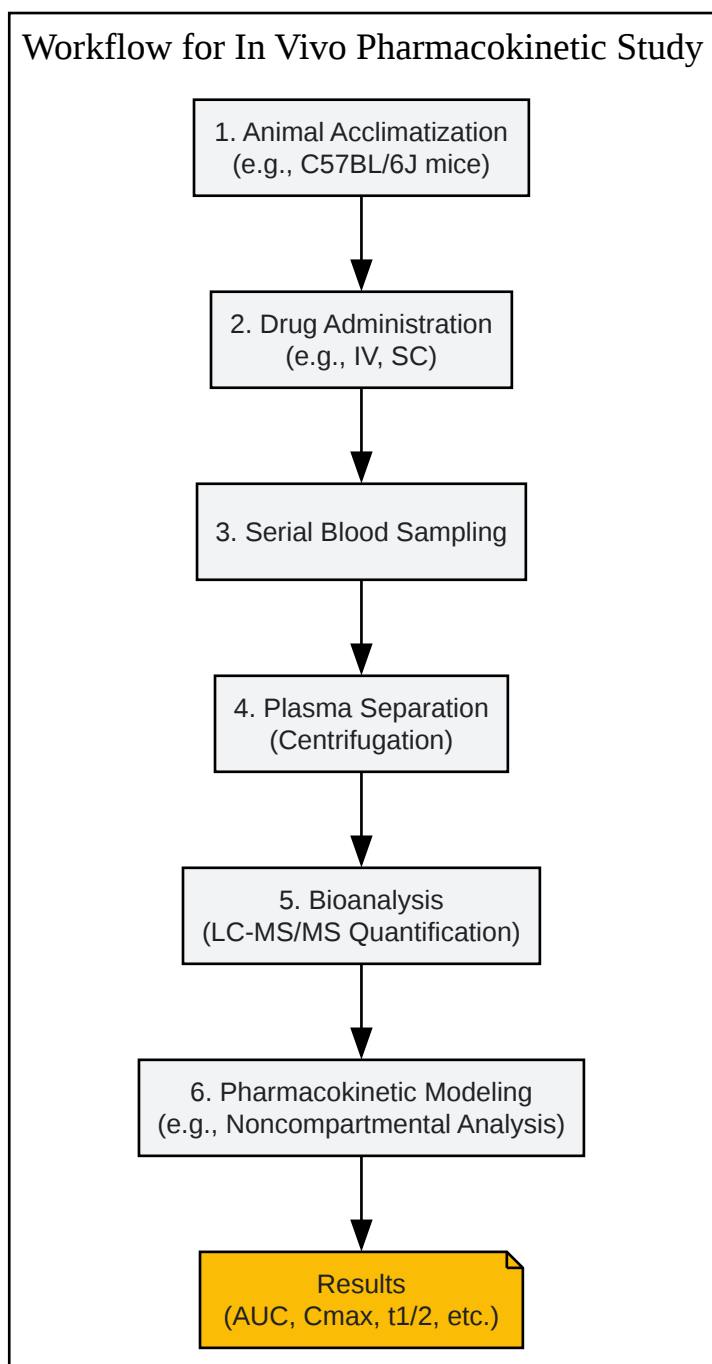 Workflow for In Vivo Pharmacokinetic Study
1. Animal Acclimatization
(e.g., C57BL/6J mice)
2. Drug Administration
(e.g., IV, SC)
3. Serial Blood Sampling
4. Plasma Separation
(Centrifugation)
5. Bioanalysis
(LC-MS/MS Quantification)
6. Pharmacokinetic Modeling
(e.g., Noncompartmental Analysis)
Results
(AUC, Cmax, t1/2, etc.)